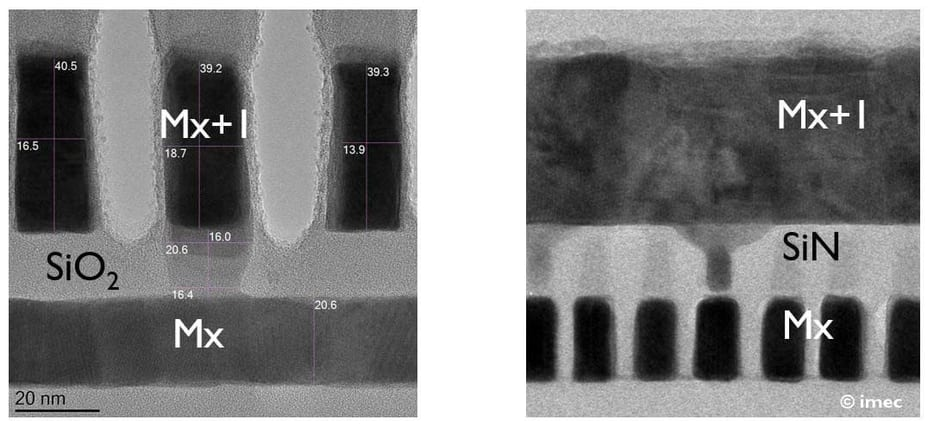 40.5
39.2
39.3
Mx+1
16.5
18.7
13.9
16.0
20.6
SiO₂
16.4
20.6
Mx
20 nm
Mx+1
SiN
Mx
© imec